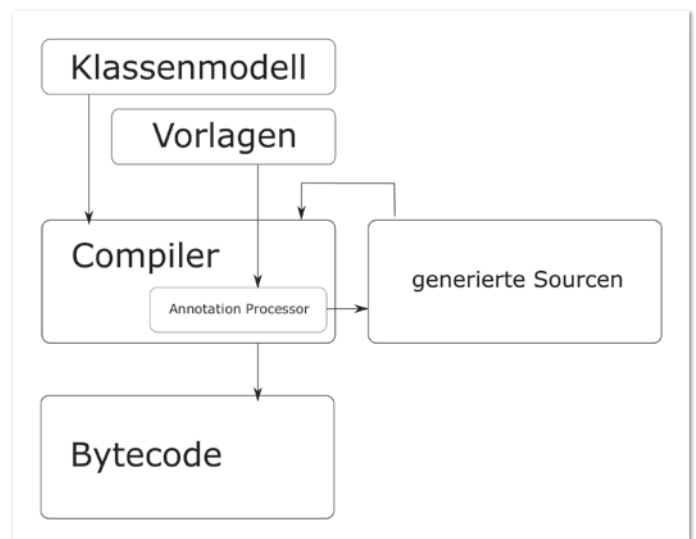 Klassenmodell
Vorlagen
Compiler
Annotation Processor
generierte Sourcen
Bytecode